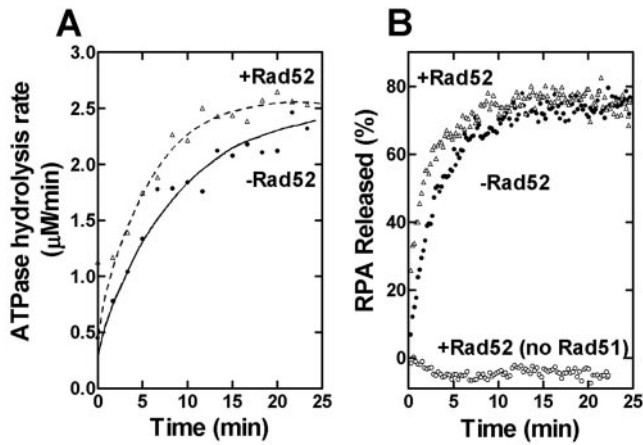 A
ATPase hydrolysis rate
(μM/min)
3.0
2.5
2.0
1.5
1.0
0.5
0.0
+Rad52
-Rad52
0 5 10 15 20 25
Time (min)
B
RPA Released (%)
80
60
40
20
0
+Rad52
-Rad52
+Rad52 (no Rad51)
0 5 10 15 20 25
Time (min)